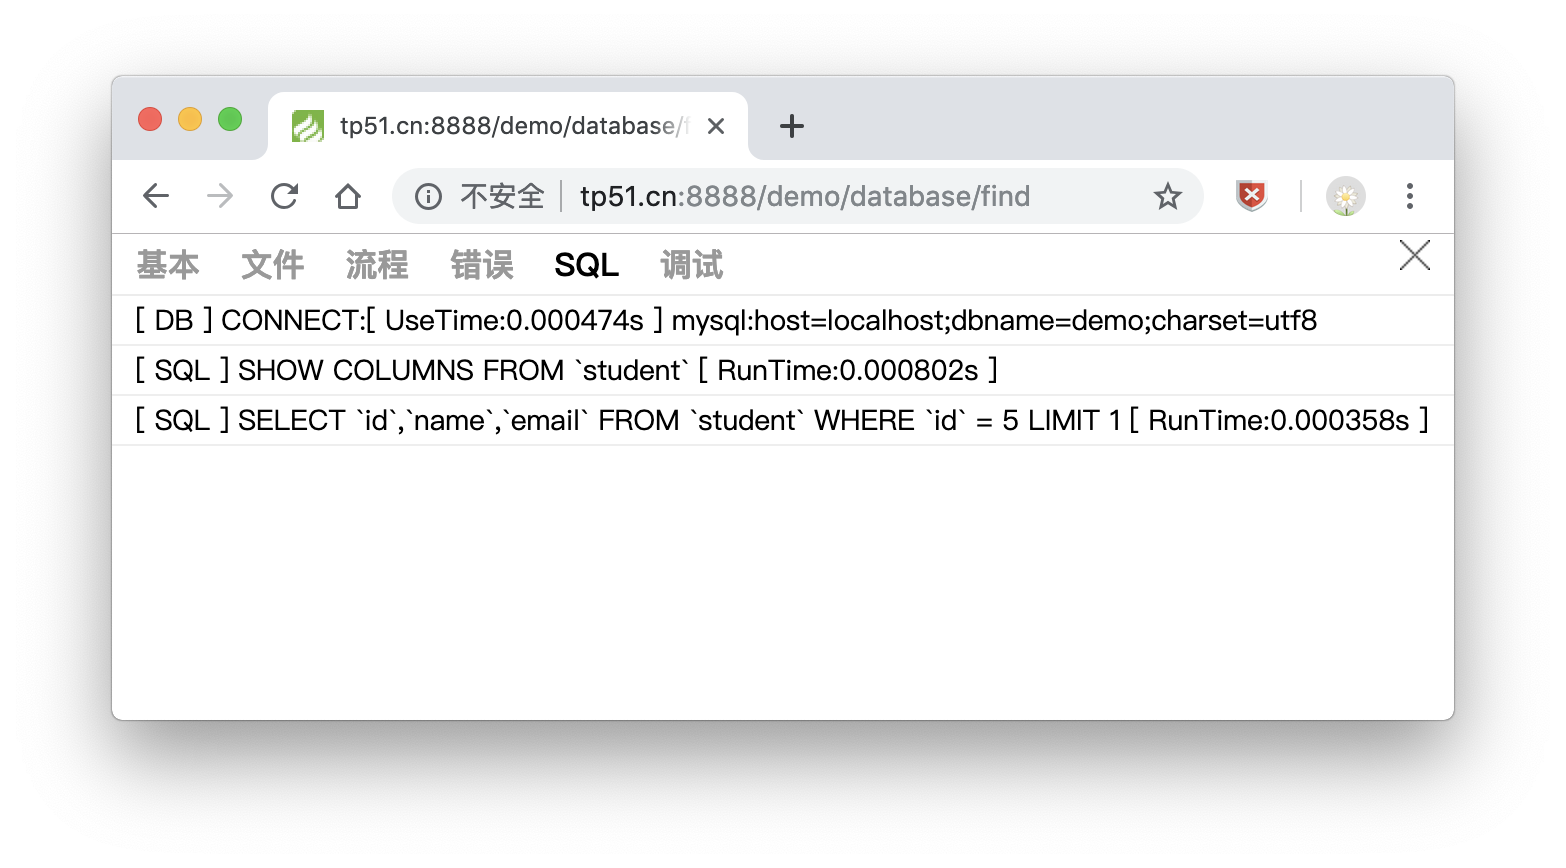 tp51.cn:8888/demo/database/
不安全 tp51.cn:8888/demo/database/find
基本 文件 流程 错误 SQL 调试
[ DB ] CONNECT:[ UseTime:0.000474s ] mysql:host=localhost;dbname=demo;charset=utf8
[ SQL ] SHOW COLUMNS FROM `student` [ RunTime:0.000802s ]
[ SQL ] SELECT `id`,`name`,`email` FROM `student` WHERE `id` = 5 LIMIT 1 [ RunTime:0.000358s ]